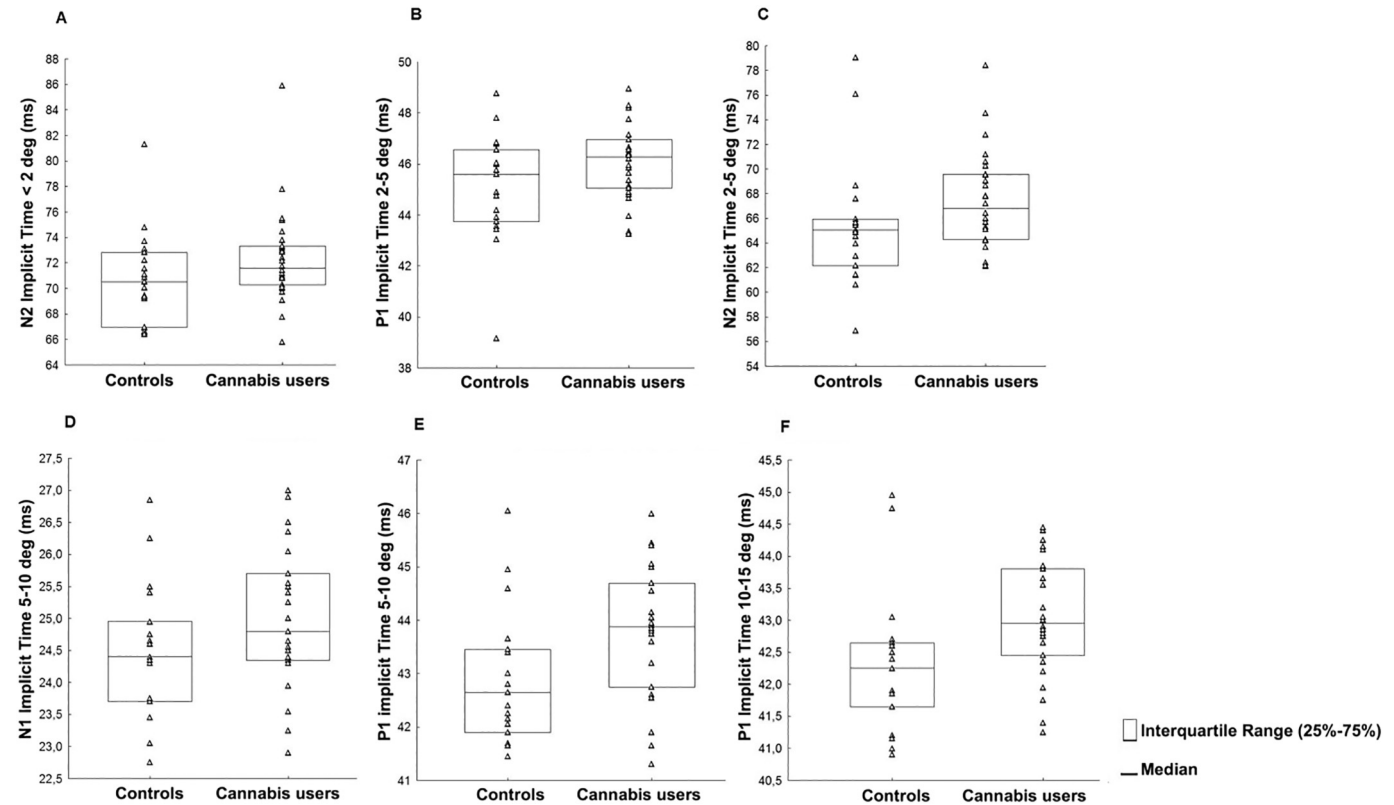 A
N2 Implicit Time < 2 deg (ms)
88
86
84
82
80
78
76
74
72
70
68
66
64
Controls
Cannabis users
B
P1 Implicit Time 2-5 deg (ms)
50
48
46
44
42
40
38
Controls
Cannabis users
C
N2 Implicit Time 2-5 deg (ms)
80
78
76
74
72
70
68
66
64
62
60
58
56
54
Controls
Cannabis users
D
N1 Implicit Time 5-10 deg (ms)
27,5
27,0
26,5
26,0
25,5
25,0
24,5
24,0
23,5
23,0
22,5
Controls
Cannabis users
E
P1 implicit Time 5-10 deg (ms)
47
46
45
44
43
42
41
Controls
Cannabis users
F
P1 Implicit Time 10-15 deg (ms)
45,5
45,0
44,5
44,0
43,5
43,0
42,5
42,0
41,5
41,0
40,5
Controls
Cannabis users
Interquartile Range (25%-75%)
Median